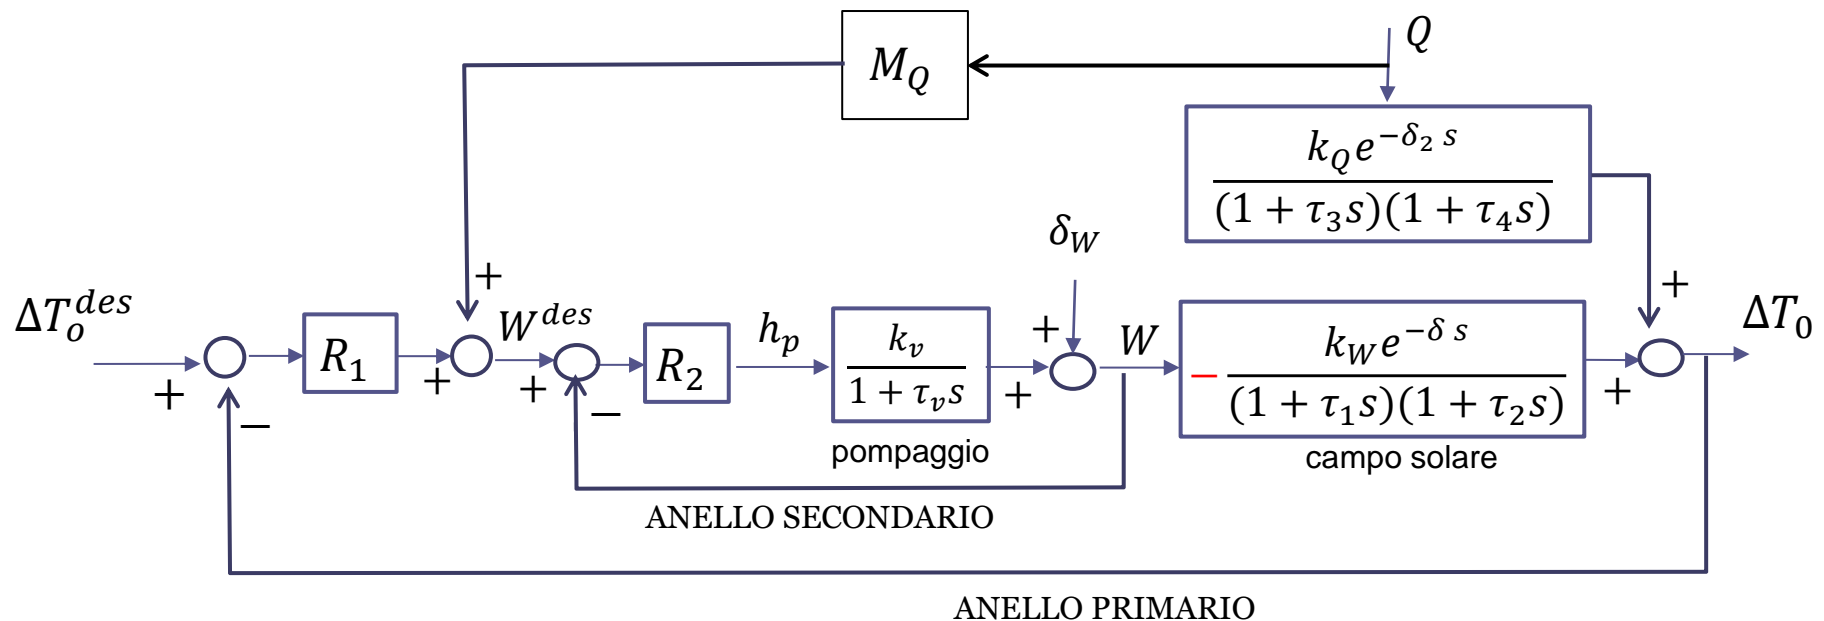 Q
M_Q
k_Q e^{-δ_2 s}
(1 + τ_3 s)(1 + τ_4 s)
δ_W
+
+
ΔT_o^{des}
R_1
W^{des}
R_2
h_p
k_v
1 + τ_v s
+
W
− k_W e^{-δ s}
(1 + τ_1 s)(1 + τ_2 s)
ΔT_0
+
−
+
+
−
+
+
pompaggio
campo solare
ANELLO SECONDARIO
ANELLO PRIMARIO